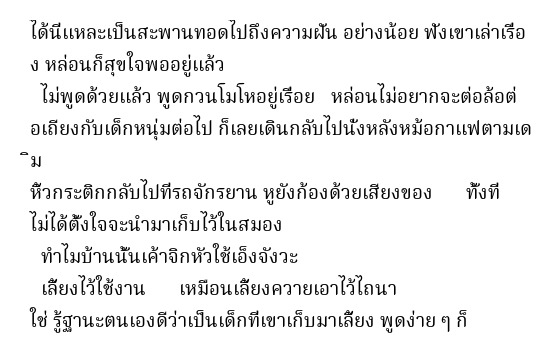 ได้นี่แหละเป็นสะพานทอดไปถึงความฝัน อย่างน้อย ฟังเขาเล่าเรื่อ
ง หล่อนก็สุขใจพออยู่แล้ว
ไม่พูดด้วยแล้ว พูดกวนโมโหอยู่เรื่อย หล่อนไม่อยากจะต่อล้อต่
อเถียงกับเด็กหนุ่มต่อไป ก็เลยเดินกลับไปนั่งหลังหม้อกาแฟตามเด
ิม
หิ้วกระติกกลับไปที่รถจักรยาน หูยังก้องด้วยเสียงของ ทั้งที่
ไม่ได้ตั้งใจจะนำมาเก็บไว้ในสมอง
ทำไมบ้านนั้นเค้าจิกหัวใช้เอ็งจังวะ
เลี้ยงไว้ใช้งาน เหมือนเลี้ยงควายเอาไว้ไถนา
ใช่ รู้ฐานะตนเองดีว่าเป็นเด็กที่เขาเก็บมาเลี้ยง พูดง่าย ๆ ก็